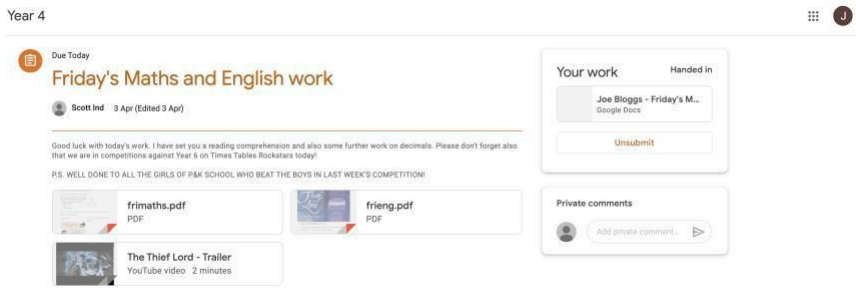 Year 4
J
Due Today
Friday's Maths and English work
Scott Ind 3 Apr (Edited 3 Apr)
Good luck with today's work. I have set you a reading comprehension and also some further work on decimals. Please don't forget also
that we are in competitions against Year 6 on Times Tables Rockstars today!
P.S. WELL DONE TO ALL THE GIRLS OF P&K SCHOOL WHO BEAT THE BOYS IN LAST WEEK'S COMPETITION!
frimaths.pdf
PDF
frieng.pdf
PDF
The Thief Lord - Trailer
YouTube video 2 minutes
Your work Handed in
Joe Bloggs - Friday's M...
Google Docs
Unsubmit
Private comments
Add private comment...